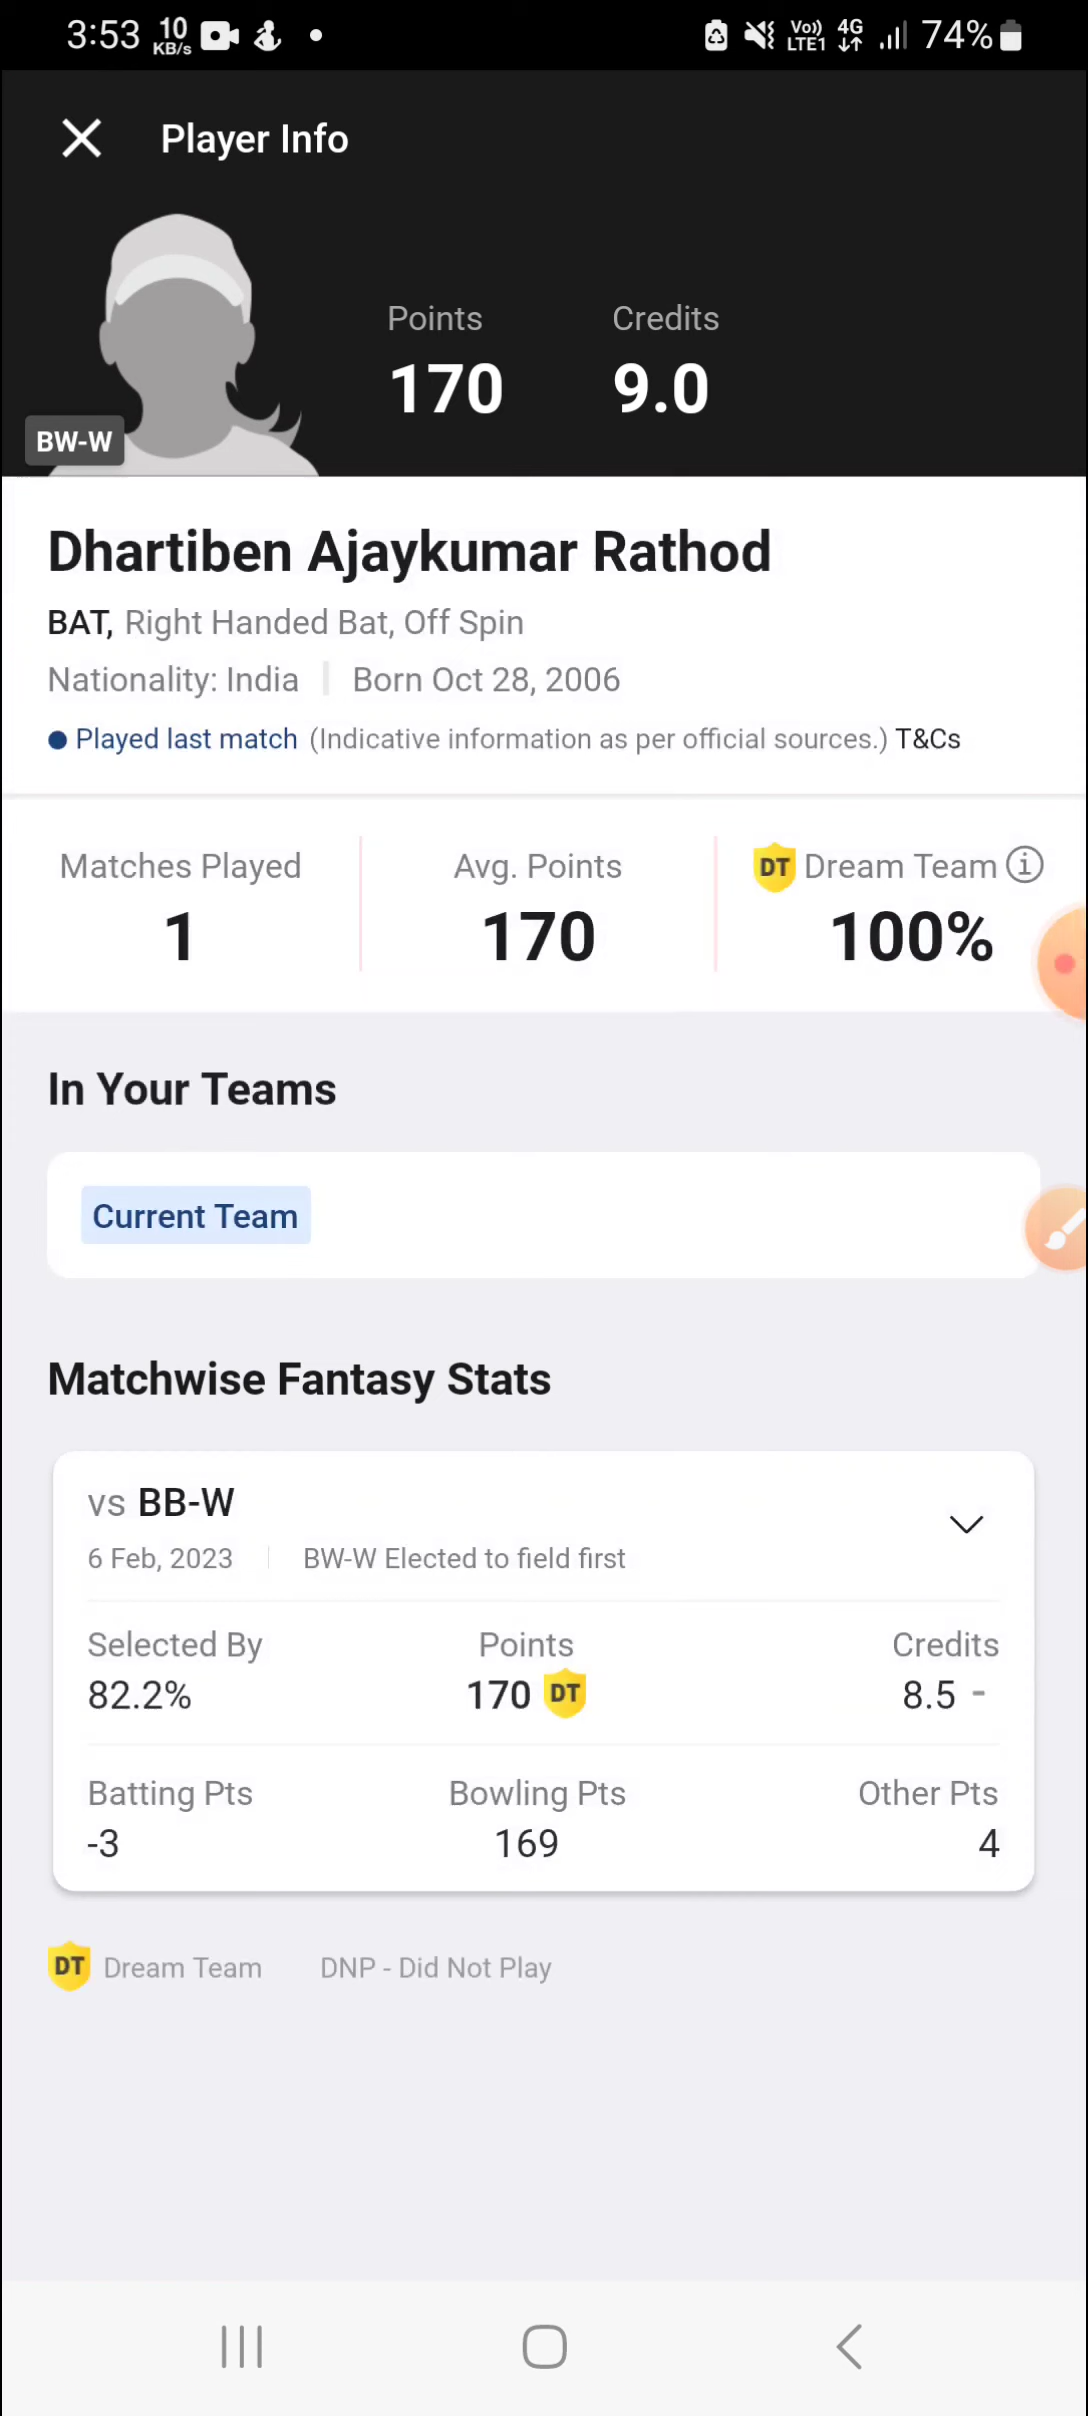 3:53 10 KB/s Vo)) LTE1 4G 74%
Player Info
Points Credits
170 9.0
BW-W
Dhartiben Ajaykumar Rathod
BAT, Right Handed Bat, Off Spin
Nationality: India Born Oct 28, 2006
Played last match (Indicative information as per official sources.) T&Cs
Matches Played Avg. Points DT Dream Team
1 170 100%
In Your Teams
Current Team
Matchwise Fantasy Stats
vs BB-W
6 Feb, 2023 BW-W Elected to field first
Selected By Points Credits
82.2% 170 DT 8.5 -
Batting Pts Bowling Pts Other Pts
-3 169 4
DT Dream Team DNP - Did Not Play